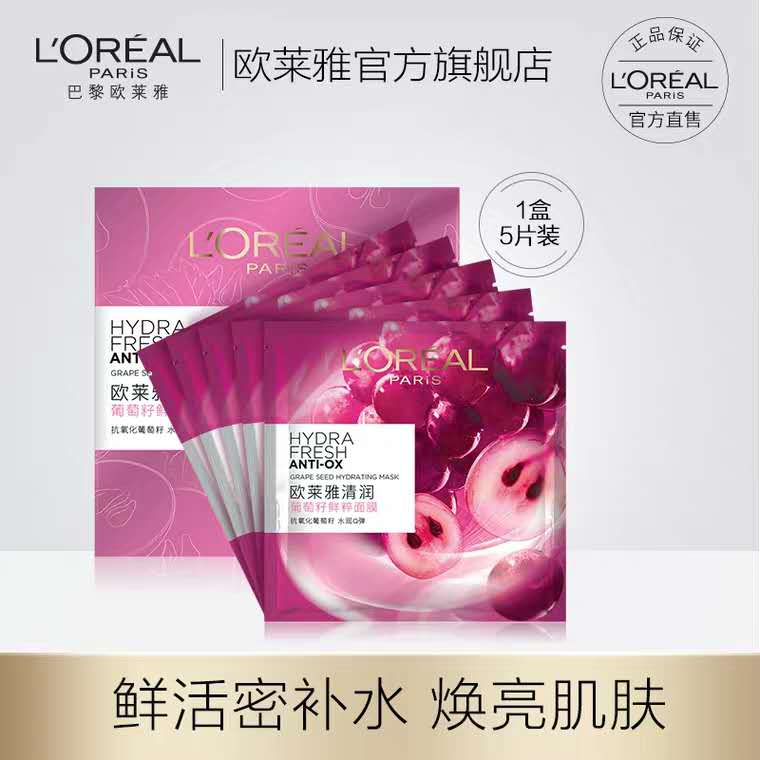 L'ORÉAL
PARIS
巴黎欧莱雅
欧莱雅官方旗舰店
正品保证
L'ORÉAL
PARIS
官方直售
1盒
5片装
L'ORÉAL
PARIS
HYDRA
FRESH
ANTI
GRAPE SEED
欧莱雅
葡萄籽鲜
抗氧化葡萄籽 水
L'ORÉAL
PARIS
HYDRA
FRESH
ANTI-OX
GRAPE SEED HYDRATING MASK
欧莱雅清润
葡萄籽鲜粹面膜
抗氧化葡萄籽 水润Q弹
鲜活密补水 焕亮肌肤